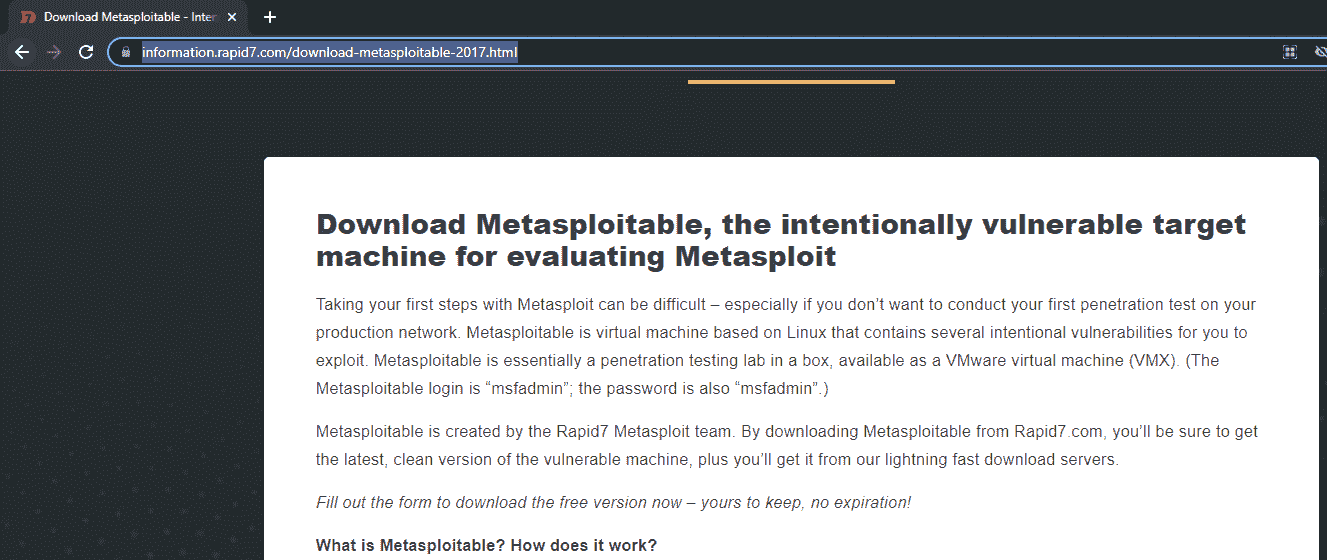 Download Metasploitable - Inter
information.rapid7.com/download-metasploitable-2017.html
Download Metasploitable, the intentionally vulnerable target
machine for evaluating Metasploit
Taking your first steps with Metasploit can be difficult – especially if you don’t want to conduct your first penetration test on your
production network. Metasploitable is virtual machine based on Linux that contains several intentional vulnerabilities for you to
exploit. Metasploitable is essentially a penetration testing lab in a box, available as a VMware virtual machine (VMX). (The
Metasploitable login is “msfadmin”; the password is also “msfadmin”.)
Metasploitable is created by the Rapid7 Metasploit team. By downloading Metasploitable from Rapid7.com, you’ll be sure to get
the latest, clean version of the vulnerable machine, plus you’ll get it from our lightning fast download servers.
Fill out the form to download the free version now – yours to keep, no expiration!
What is Metasploitable? How does it work?